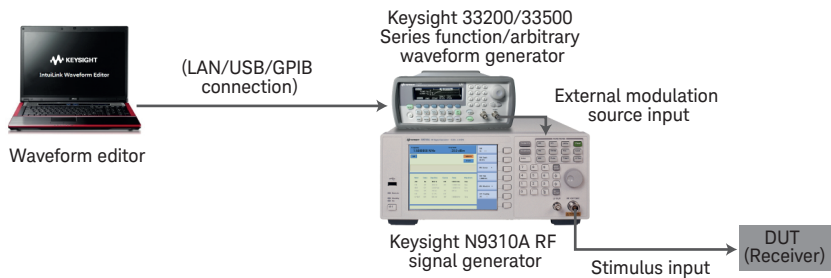 Keysight 33200/33500
Series function/arbitrary
waveform generator
KEYSIGHT
IntuiLink Waveform Editor
(LAN/USB/GPIB
connection)
External modulation
source input
Waveform editor
Keysight N9310A RF
signal generator
Stimulus input
DUT
(Receiver)